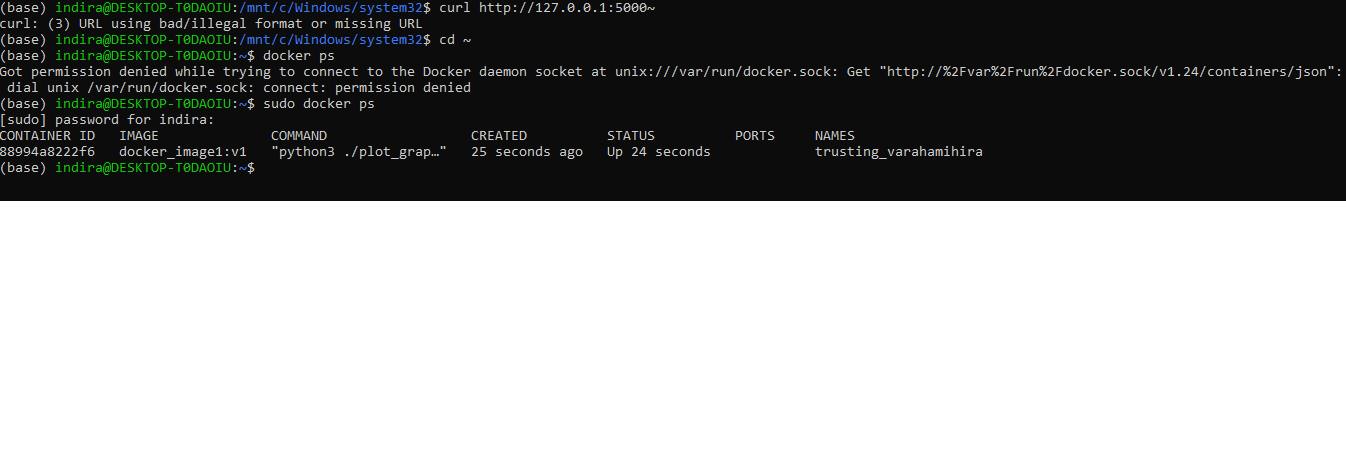 (base) indira@DESKTOP-T0DAOIU:/mnt/c/Windows/system32$ curl http://127.0.0.1:5000~
curl: (3) URL using bad/illegal format or missing URL
(base) indira@DESKTOP-T0DAOIU:/mnt/c/Windows/system32$ cd ~
(base) indira@DESKTOP-T0DAOIU:~$ docker ps
Got permission denied while trying to connect to the Docker daemon socket at unix:///var/run/docker.sock: Get "http://%2Fvar%2Frun%2Fdocker.sock/v1.24/containers/json":
 dial unix /var/run/docker.sock: connect: permission denied
(base) indira@DESKTOP-T0DAOIU:~$ sudo docker ps
[sudo] password for indira:
CONTAINER ID   IMAGE              COMMAND                  CREATED          STATUS          PORTS     NAMES
88994a8222f6   docker_image1:v1   "python3 ./plot_grap…"   25 seconds ago   Up 24 seconds             trusting_varahamihira
(base) indira@DESKTOP-T0DAOIU:~$